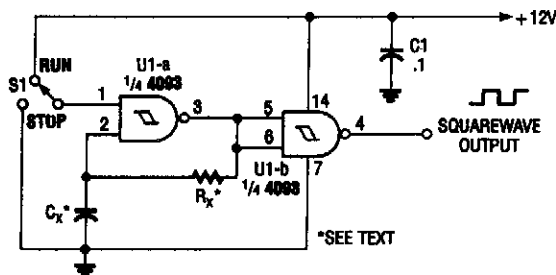 +12V
C1
.1
U1-a
1/4 4093
RUN
S1
STOP
1
2
3
5
6
14
4
7
SQUAREWAVE
OUTPUT
U1-b
1/4 4093
RX*
CX*
*SEE TEXT